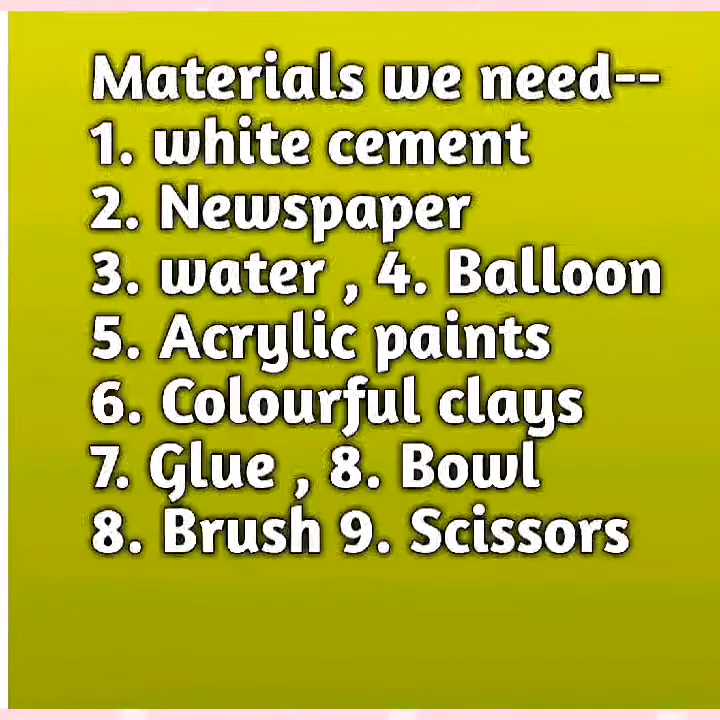 Materials we need--
1. white cement
2. Newspaper
3. water , 4. Balloon
5. Acrylic paints
6. Colourful clays
7. Glue , 8. Bowl
8. Brush 9. Scissors